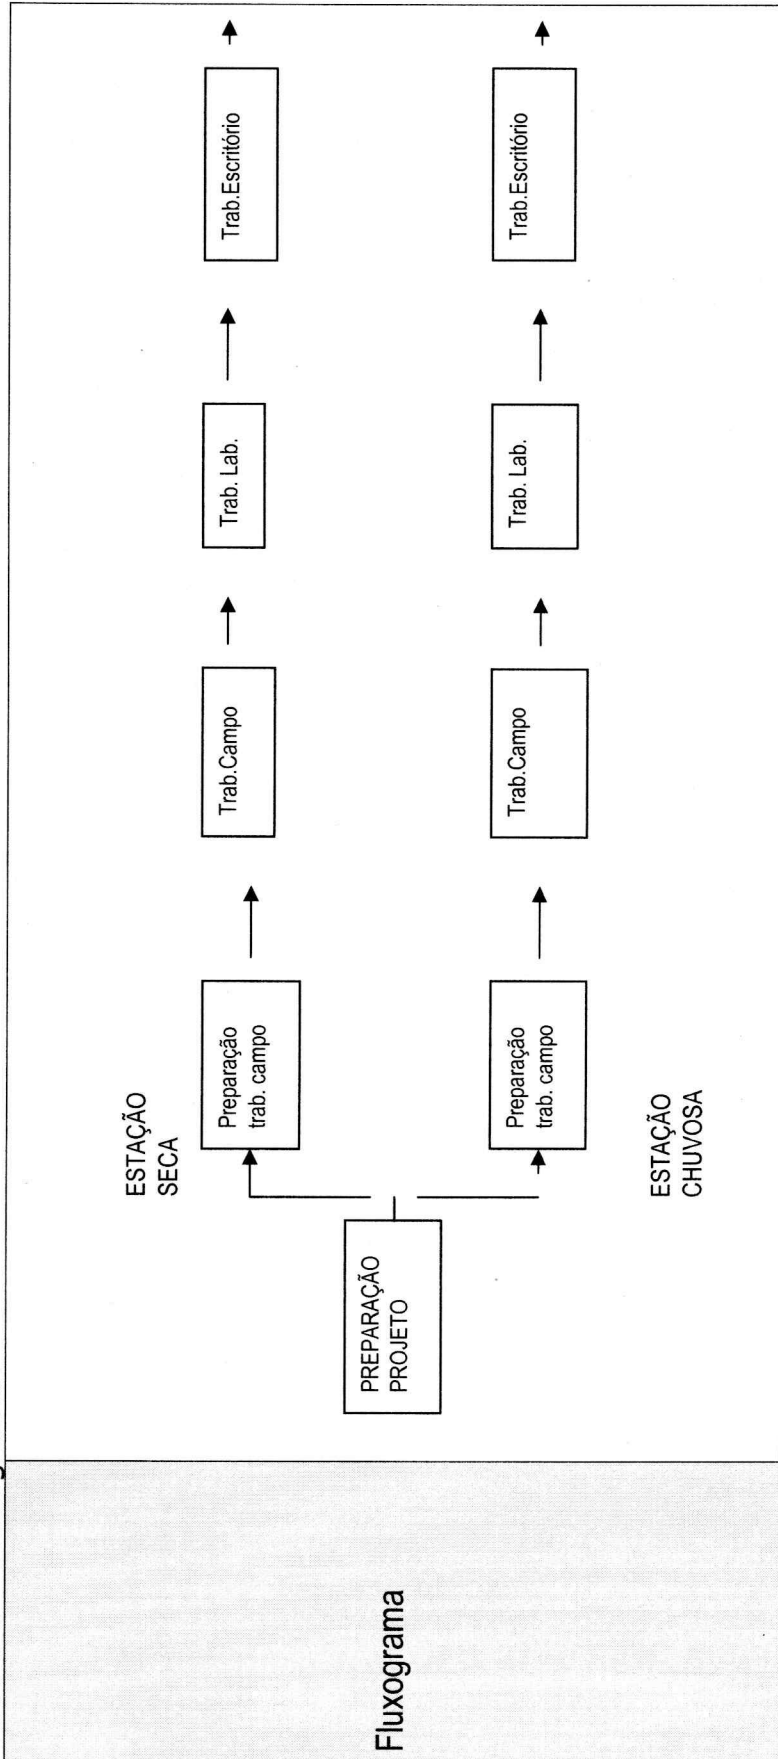 Fluxograma
PREPARAÇÃO
PROJETO
ESTAÇÃO
SECA
Preparação
trab. campo
Trab.Campo
Trab. Lab.
Trab.Escritório
Preparação
trab. campo
Trab.Campo
Trab. Lab.
Trab.Escritório
ESTAÇÃO
CHUVOSA